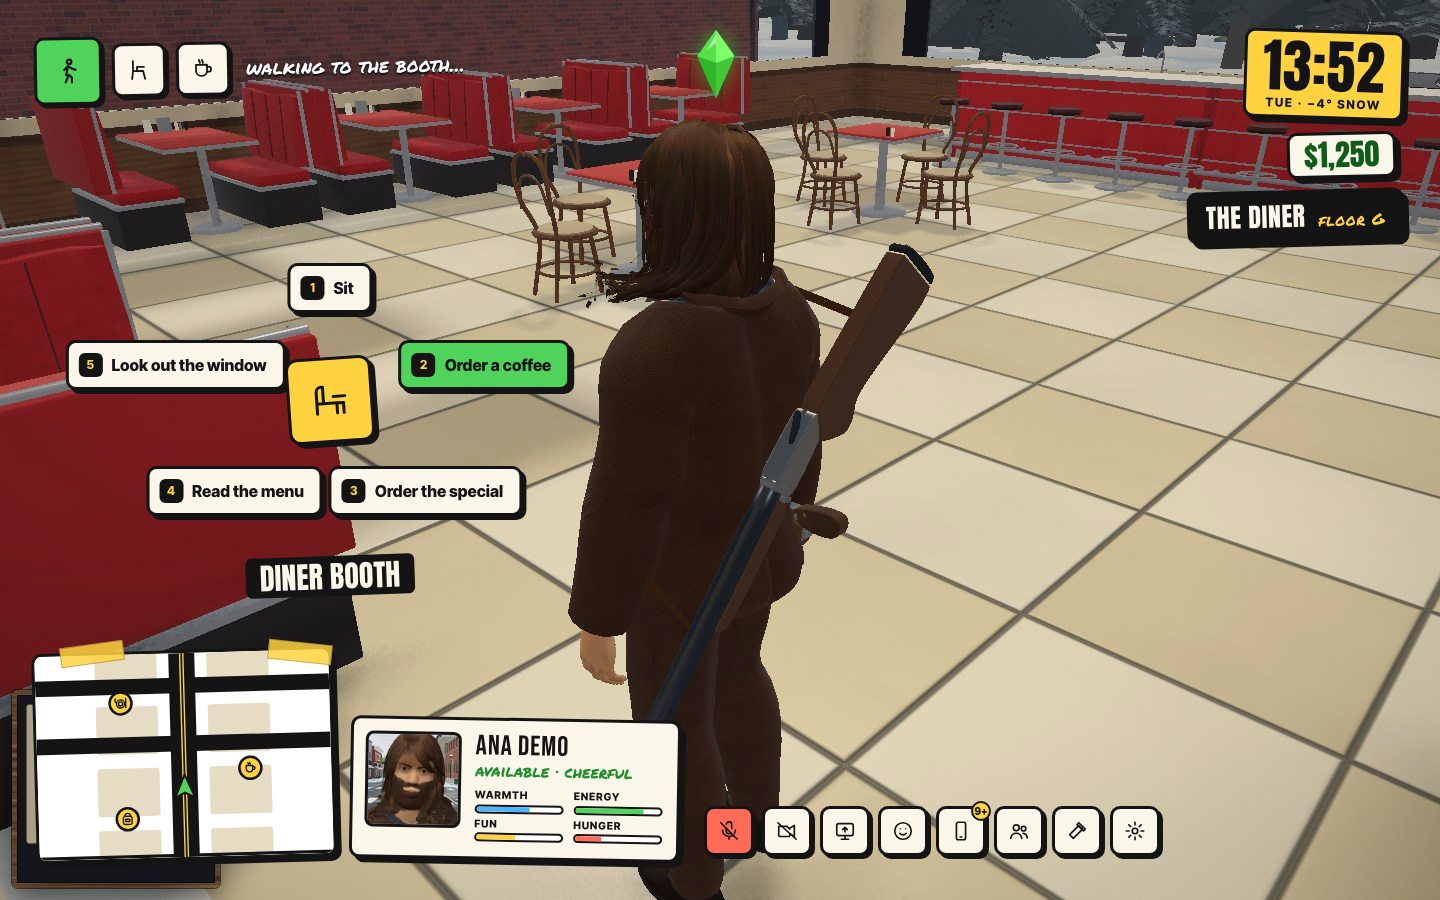 WALKING TO THE BOOTH...
13:52
TUE · -4° SNOW
$1,250
THE DINER FLOOR G
1 Sit
5 Look out the window
2 Order a coffee
4 Read the menu
3 Order the special
DINER BOOTH
ANA DEMO
AVAILABLE · CHEERFUL
WARMTH
ENERGY
FUN
HUNGER
9+